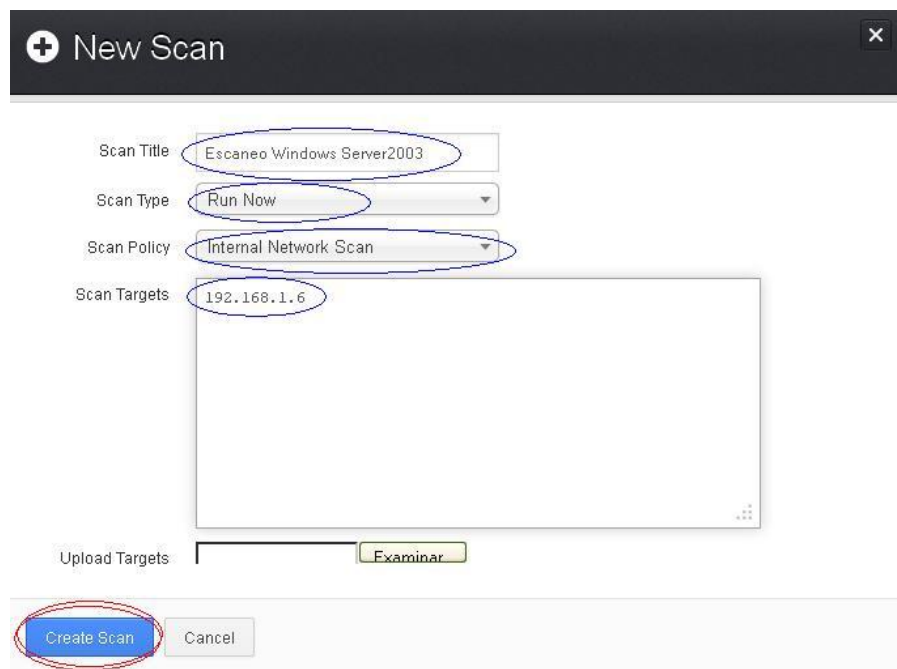 New Scan
Scan Title Escaneo Windows Server2003
Scan Type Run Now
Scan Policy Internal Network Scan
Scan Targets 192.168.1.6
Upload Targets Examinar
Create Scan Cancel